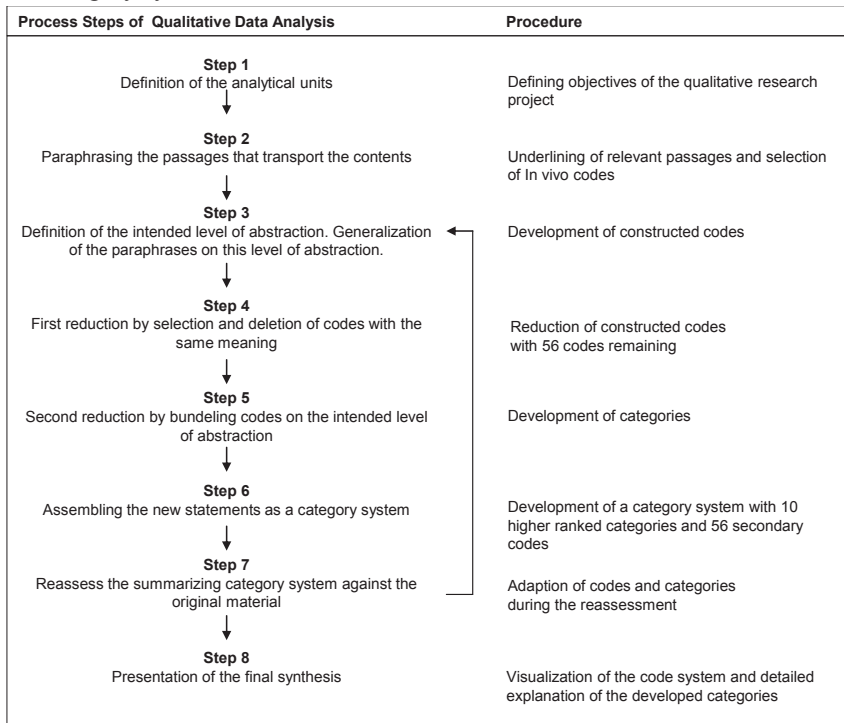 Process Steps of Qualitative Data Analysis
Procedure
Step 1
Definition of the analytical units
Defining objectives of the qualitative research
project
Step 2
Paraphrasing the passages that transport the contents
Underlining of relevant passages and selection
of In vivo codes
Step 3
Definition of the intended level of abstraction. Generalization
of the paraphrases on this level of abstraction.
Development of constructed codes
Step 4
First reduction by selection and deletion of codes with the
same meaning
Reduction of constructed codes
with 56 codes remaining
Step 5
Second reduction by bundeling codes on the intended level
of abstraction
Development of categories
Step 6
Assembling the new statements as a category system
Development of a category system with 10
higher ranked categories and 56 secondary
codes
Step 7
Reassess the summarizing category system against the
original material
Adaption of codes and categories
during the reassessment
Step 8
Presentation of the final synthesis
Visualization of the code system and detailed
explanation of the developed categories